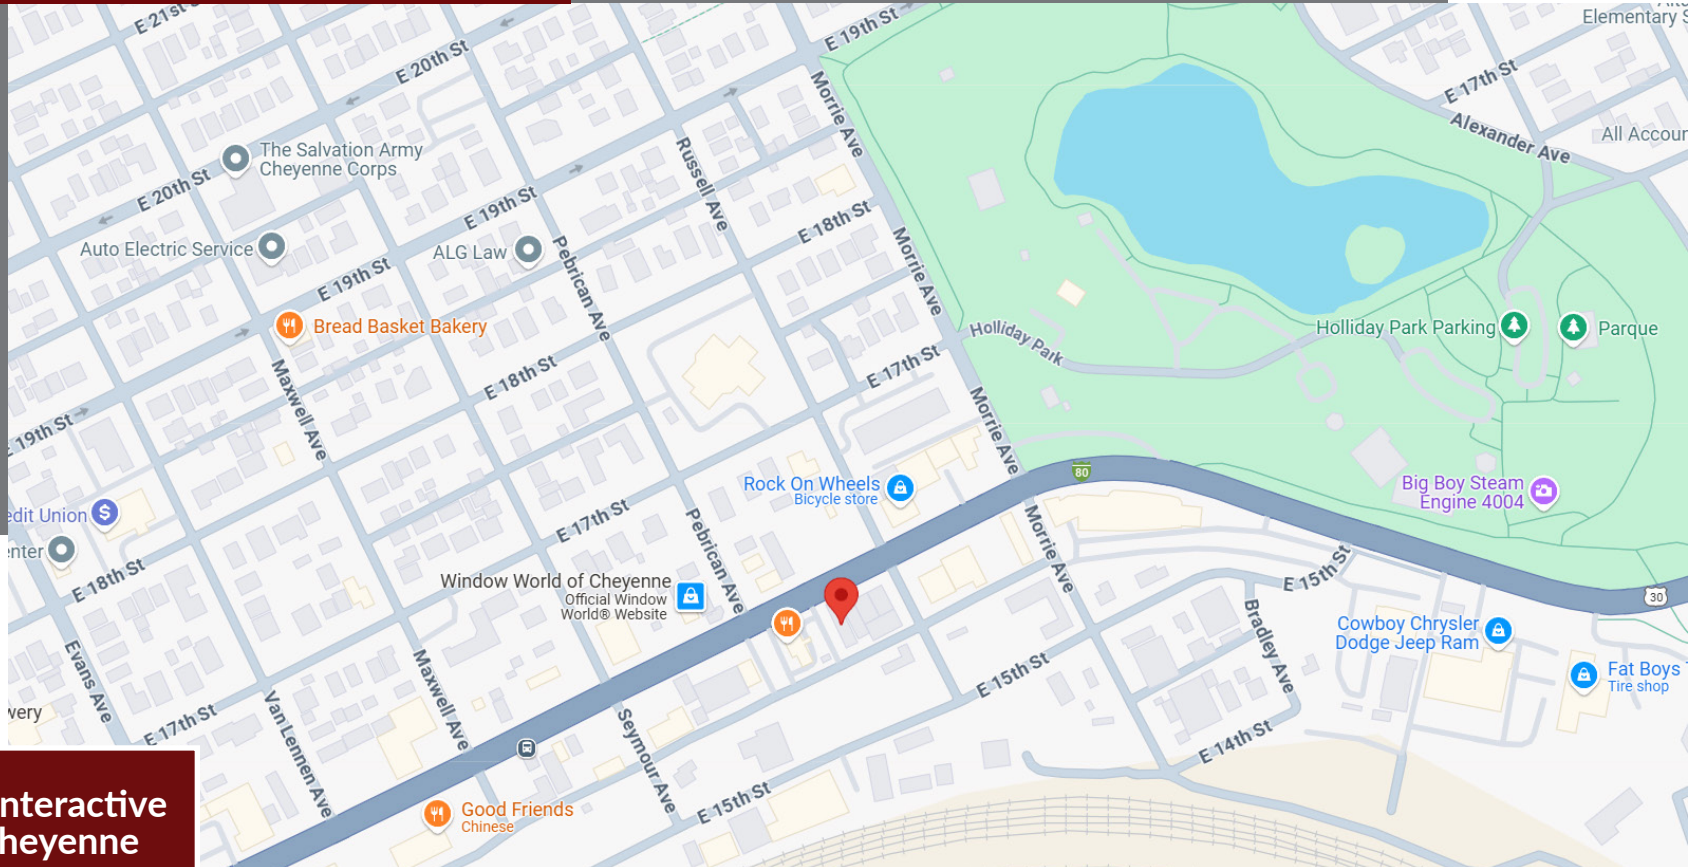 E 21st
E 20th St
E 19th St
Elementary S
E 17th St
Morrie Ave
Alexander Ave
All Accour
The Salvation Army
Cheyenne Corps
Russell Ave
E 20th St
E 19th St
E 18th St
Auto Electric Service
ALG Law
Pebrican Ave
Morrie Ave
E 19th St
Bread Basket Bakery
Holliday Park
Holliday Park Parking
Parque
E 18th St
E 17th St
Maxwell Ave
Morrie Ave
E 19th St
80
Rock On Wheels
Bicycle store
Big Boy Steam
Engine 4004
edit Union
E 17th St
Pebrican Ave
Morrie Ave
enter
E 18th St
Window World of Cheyenne
Official Window
World® Website
E 15th St
30
Bradley Ave
Cowboy Chrysler
Dodge Jeep Ram
Fat Boys
Tire shop
Evans Ave
Maxwell Ave
E 15th St
wery
E 17th St
Van Lennen Ave
Seymour Ave
E 14th St
E 15th St
Good Friends
Chinese
nteractive
heyenne